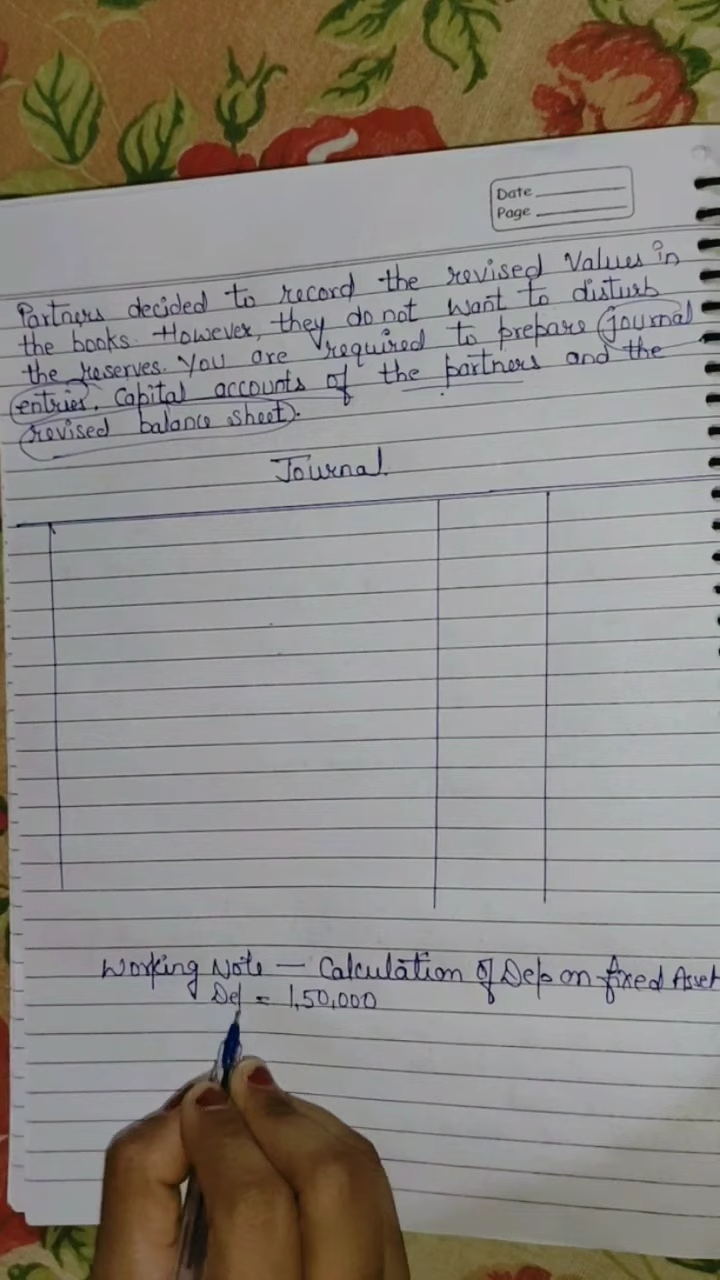 Date
Page
Partners decided to record the revised values in
the books. However, they do not want to disturb
the reserves. You are required to prepare journal
entries, Capital accounts of the partners and the
revised balance sheet.
Journal.
Working Note — Calculation of Dep on fixed Asset
Dep = 1,50,000